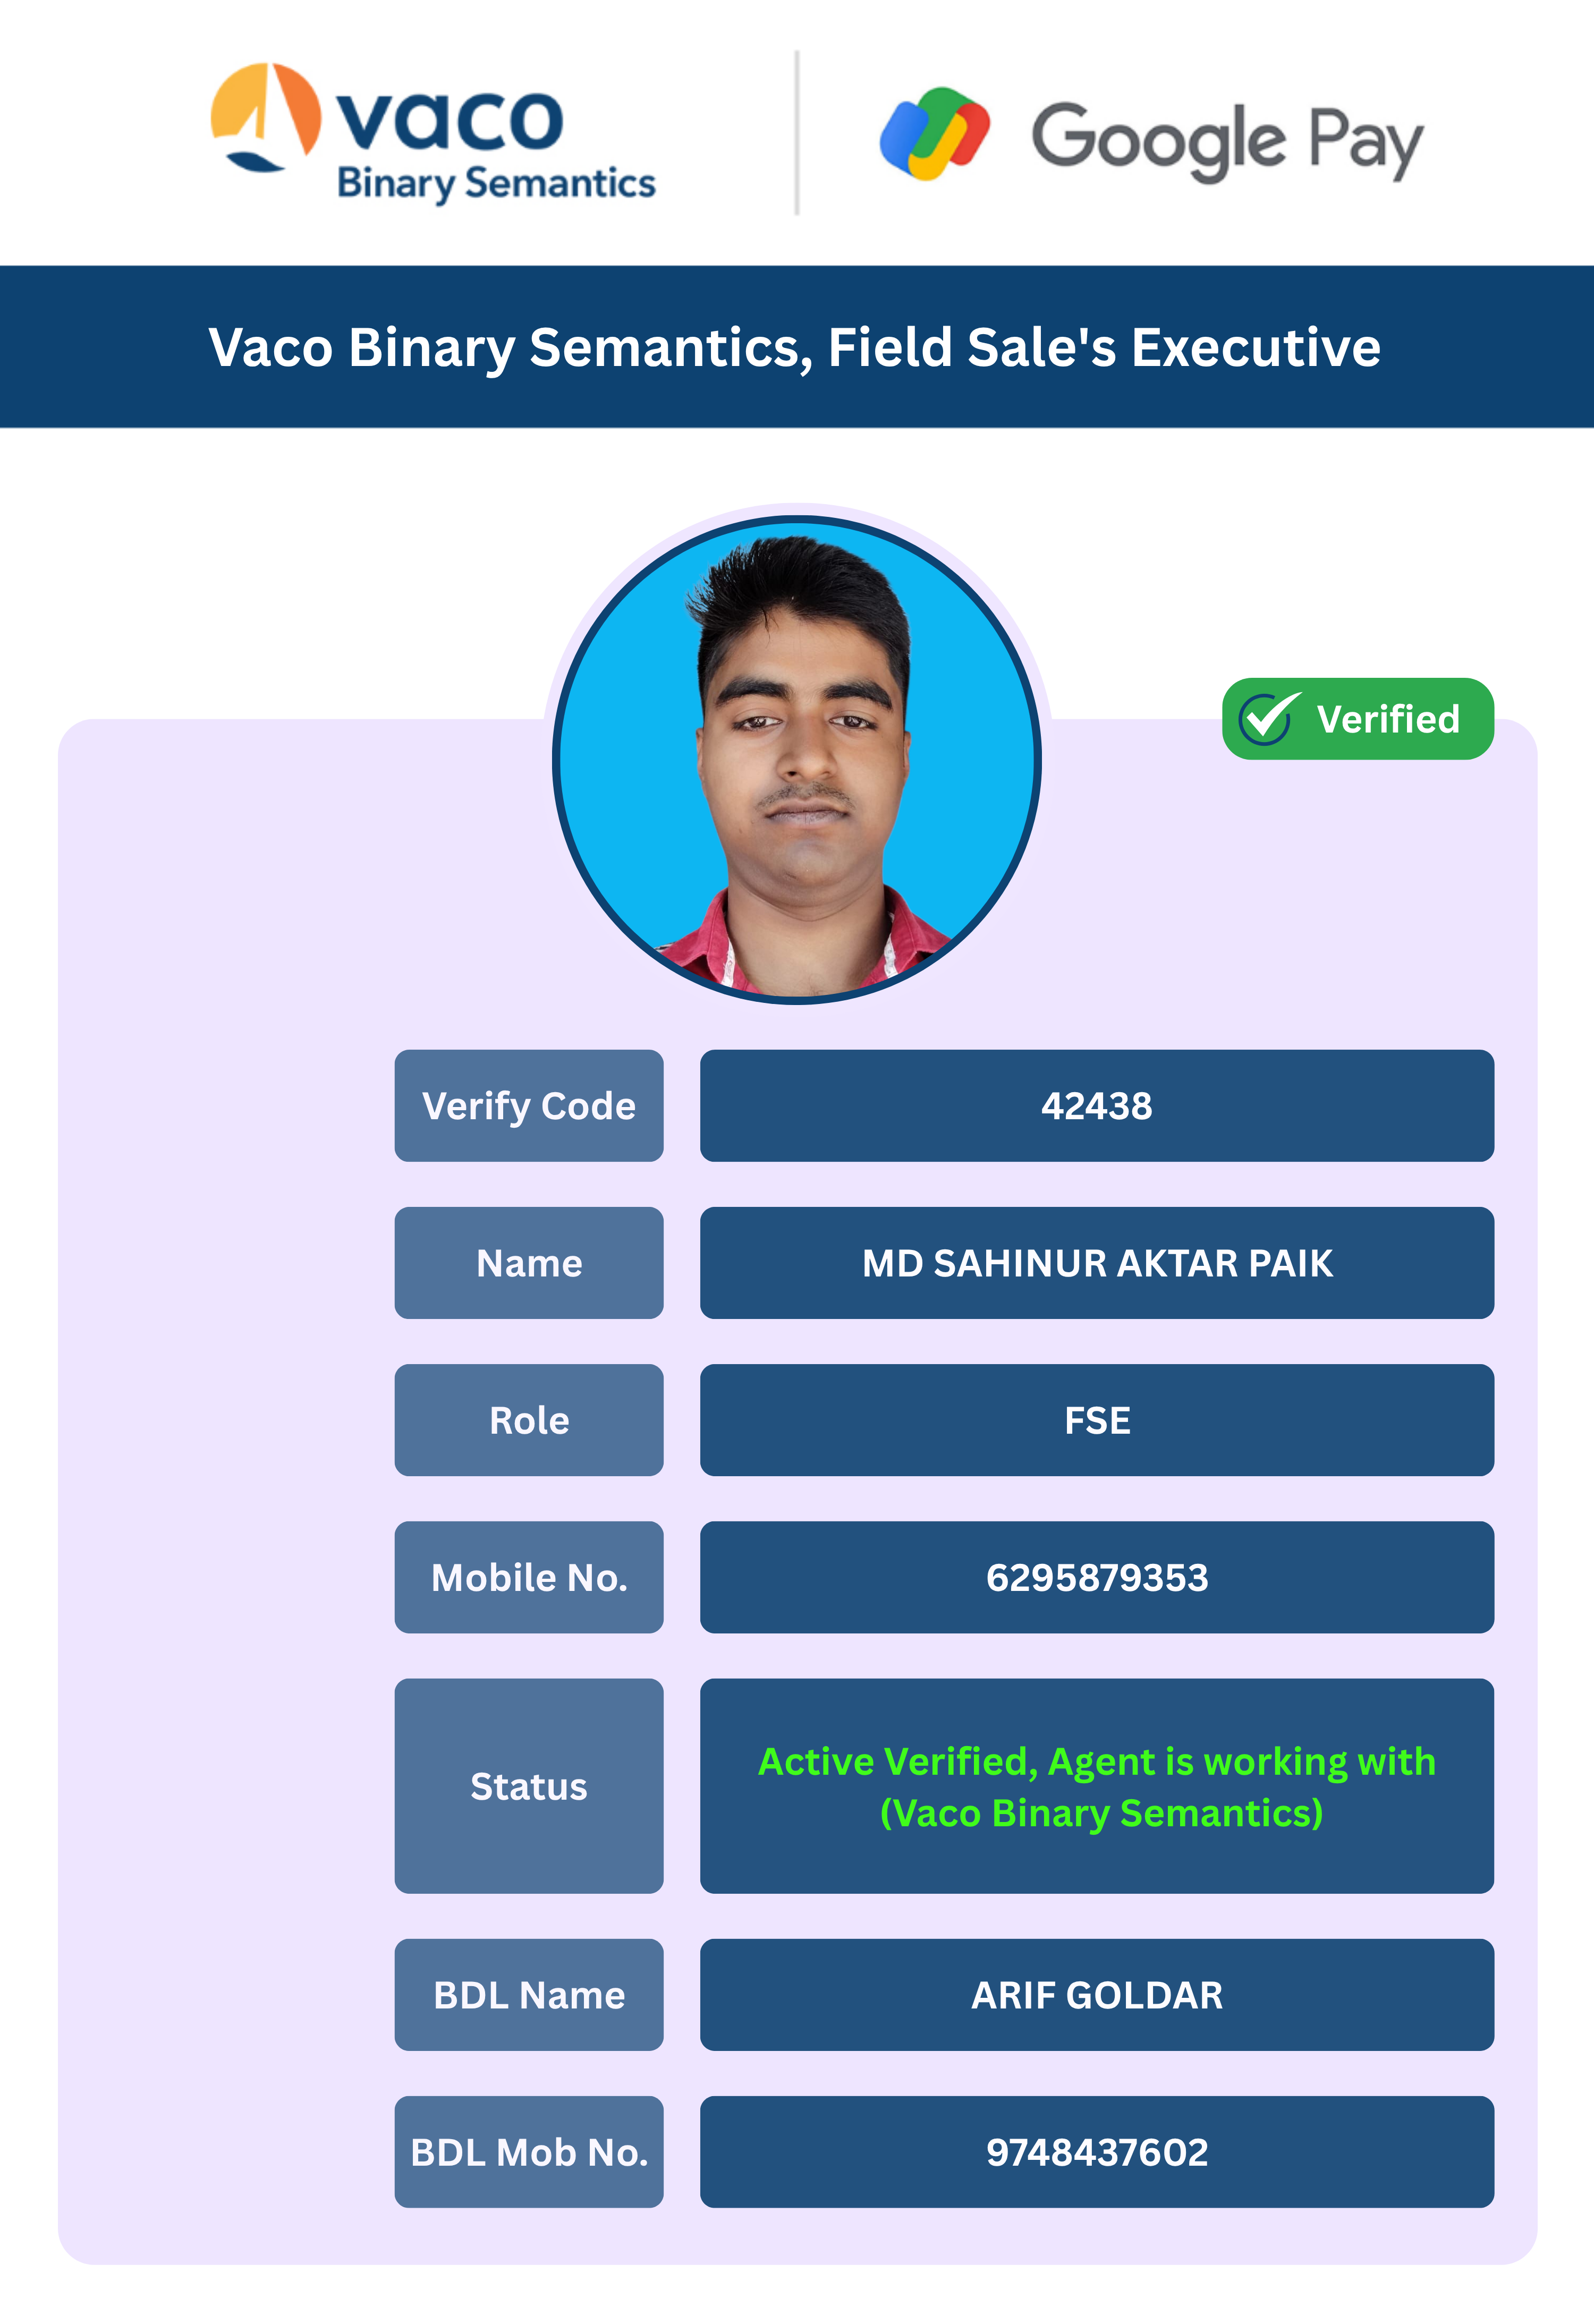 vaco
Binary Semantics
Google Pay
Vaco Binary Semantics, Field Sale's Executive
Verified
Verify Code 42438
Name MD SAHINUR AKTAR PAIK
Role FSE
Mobile No. 6295879353
Status Active Verified, Agent is working with
(Vaco Binary Semantics)
BDL Name ARIF GOLDAR
BDL Mob No. 9748437602